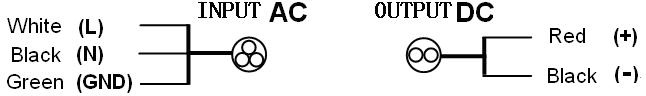 INPUT AC
White (L)
Black (N)
Green (GND)
OUTPUT DC
Red (+)
Black (-)